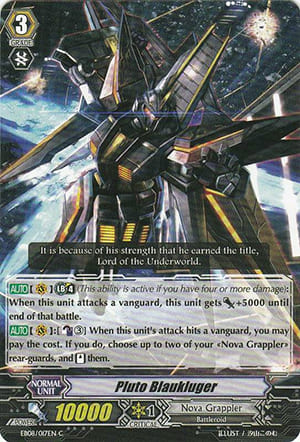 3
GRADE
It is because of his strength that he earned the title,
Lord of the Underworld.
AUTO LB4 (This ability is active if you have four or more damage):
When this unit attacks a vanguard, this unit gets +5000 until
end of that battle.
AUTO : [3] When this unit's attack hits a vanguard, you may
pay the cost. If you do, choose up to two of your «Nova Grappler»
rear-guards, and them.
NORMAL
UNIT
Pluto Blaukluger
POWER
10000
1
CRITICAL
Nova Grappler
Battleroid
EB08/017EN C
ILLUST /